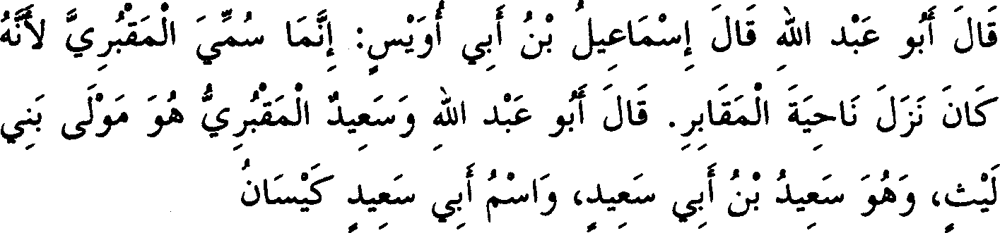 قَالَ أَبُو عَبْد اللهِ قَالَ إِسْمَاعِيلُ بْنُ أَبِي أُوَيْسٍ: إِنَّمَا سُمِّيَ الْمَقْبُرِيَّ لأَنَّهُ
كَانَ نَزَلَ نَاحِيَةَ الْمَقَابِرِ. قَالَ أَبُو عَبْد اللهِ وَسَعِيدٌ الْمَقْبُرِيُّ هُوَ مَوْلَى بَنِي
لَيْثٍ، وَهُوَ سَعِيدُ بْنُ أَبِي سَعِيدٍ، وَاسْمُ أَبِي سَعِيدٍ كَيْسَانُ